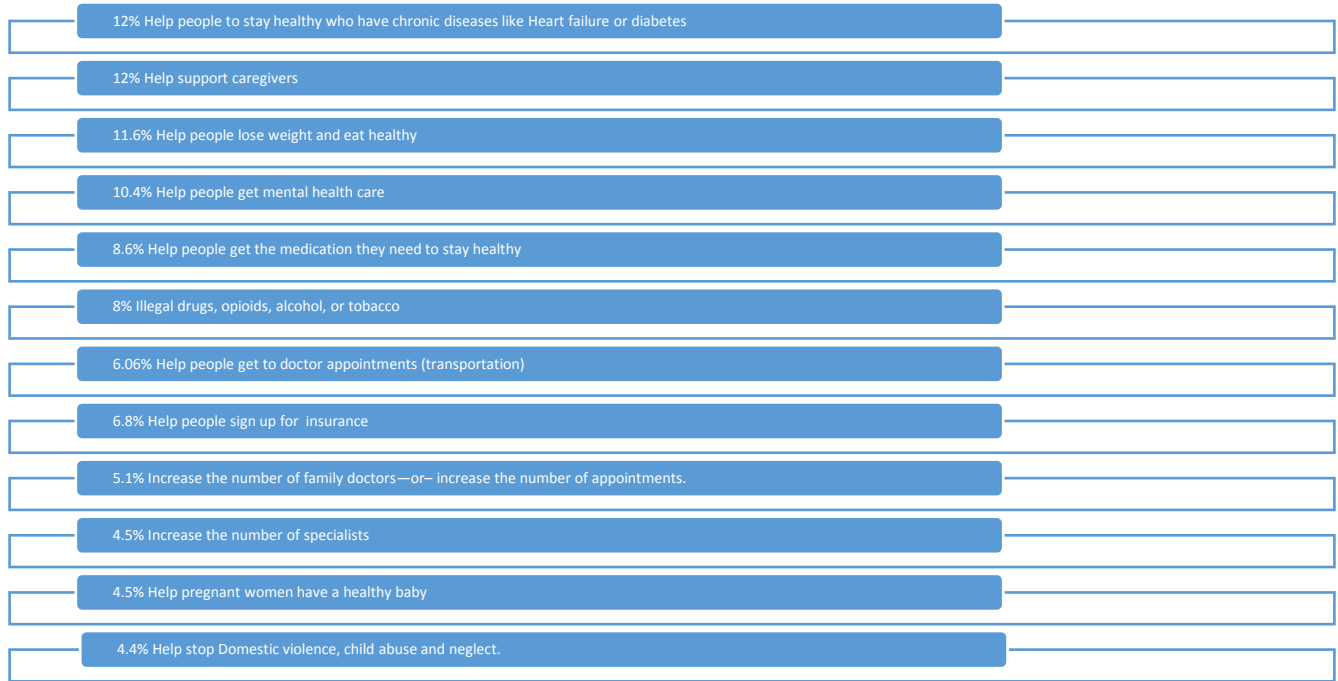 12% Help people to stay healthy who have chronic diseases like Heart failure or diabetes
12% Help support caregivers
11.6% Help people lose weight and eat healthy
10.4% Help people get mental health care
8.6% Help people get the medication they need to stay healthy
8% Illegal drugs, opioids, alcohol, or tobacco
6.06% Help people get to doctor appointments (transportation)
6.8% Help people sign up for  insurance
5.1% Increase the number of family doctors—or– increase the number of appointments.
4.5% Increase the number of specialists
4.5% Help pregnant women have a healthy baby
4.4% Help stop Domestic violence, child abuse and neglect.